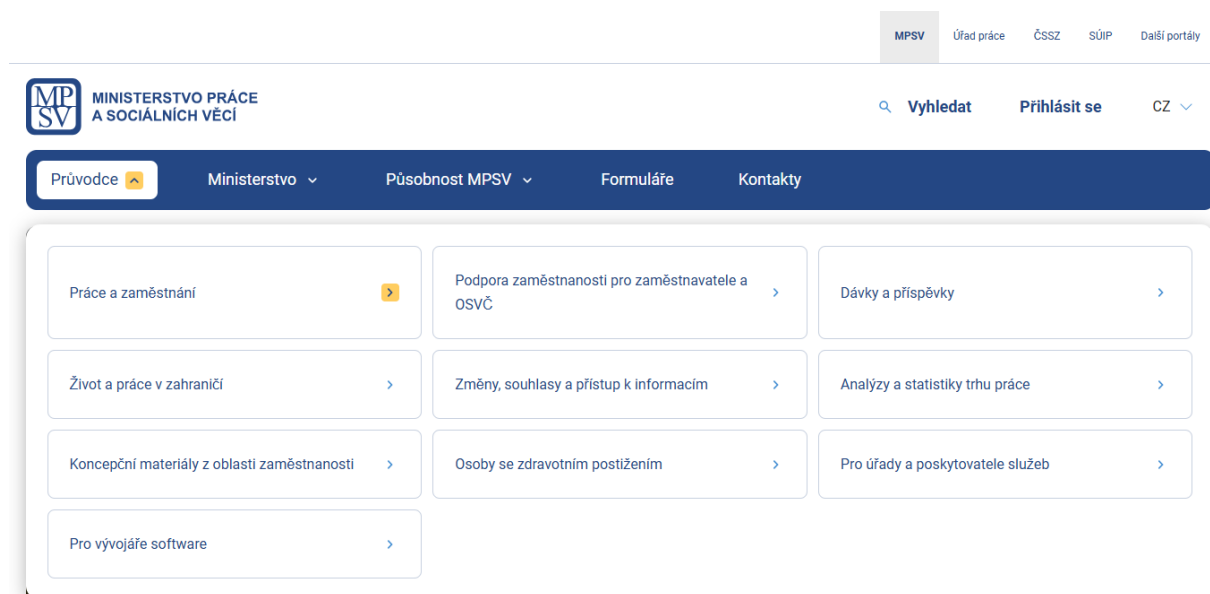 MPSV Úřad práce ČSSZ SÚIP Další portály
MP
SV
MINISTERSTVO PRÁCE
A SOCIÁLNÍCH VĚCÍ
Vyhledat Přihlásit se CZ
Průvodce Ministerstvo Působnost MPSV Formuláře Kontakty
Práce a zaměstnání
Podpora zaměstnanosti pro zaměstnavatele a
OSVČ
Dávky a příspěvky
Život a práce v zahraničí
Změny, souhlasy a přístup k informacím
Analýzy a statistiky trhu práce
Koncepční materiály z oblasti zaměstnanosti
Osoby se zdravotním postižením
Pro úřady a poskytovatele služeb
Pro vývojáře software